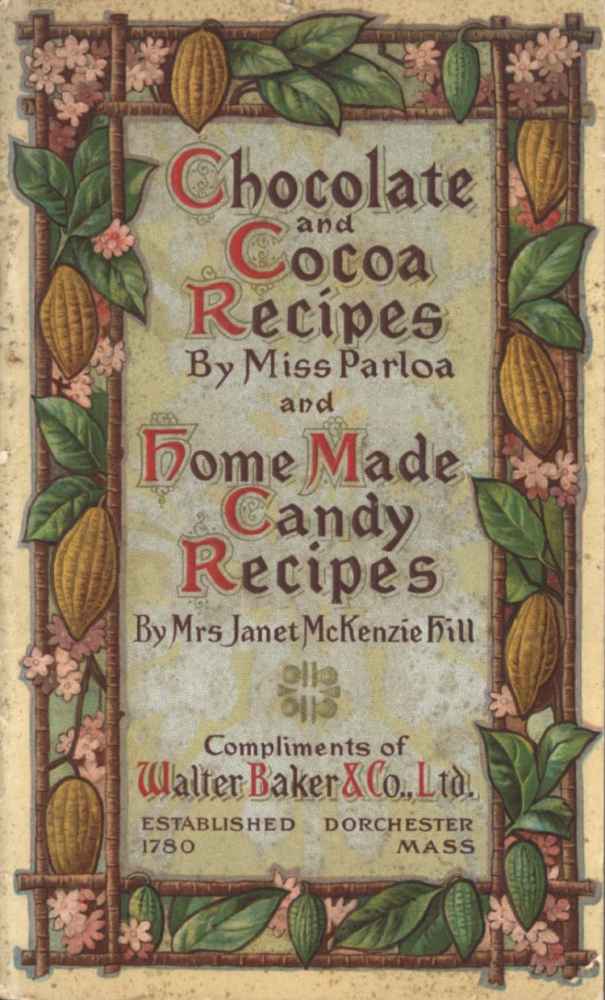 Chocolate
and
Cocoa
Recipes
By Miss Parloa
and
Home Made
Candy
Recipes
By Mrs Janet McKenzie Hill
Compliments of
Walter Baker & Co., Ltd.
ESTABLISHED DORCHESTER
1780 MASS